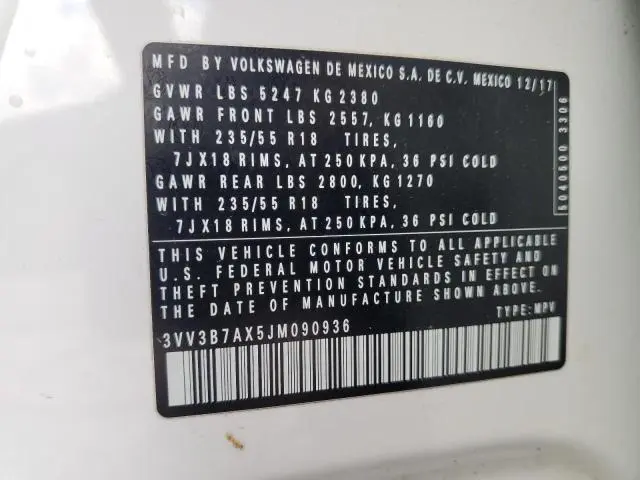 MFD BY VOLKSWAGEN DE MEXICO S.A. DE C.V. MEXICO 12/17
GVWR LBS 5247 KG 2380
GAWR FRONT LBS 2557, KG 1160
WITH 235/55 R18 TIRES,
7JX18 RIMS, AT 250 KPA, 36 PSI COLD
GAWR REAR LBS 2800, KG 1270
WITH 235/55 R18 TIRES,
7JX18 RIMS, AT 250 KPA, 36 PSI COLD
5040500 3306
THIS VEHICLE CONFORMS TO ALL APPLICABLE
U.S. FEDERAL MOTOR VEHICLE SAFETY AND
THEFT PREVENTION STANDARDS IN EFFECT ON
THE DATE OF MANUFACTURE SHOWN ABOVE.
3VV3B7AX5JM090936 TYPE: MPV